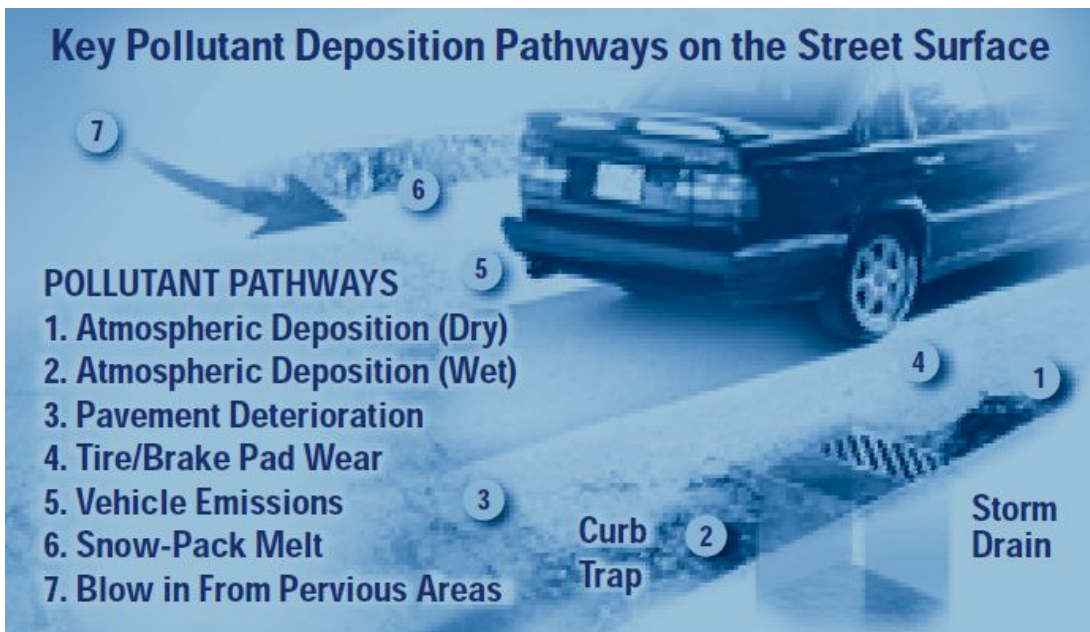 Key Pollutant Deposition Pathways on the Street Surface
7
6
5
POLLUTANT PATHWAYS
1. Atmospheric Deposition (Dry)
2. Atmospheric Deposition (Wet)
3. Pavement Deterioration
4. Tire/Brake Pad Wear
5. Vehicle Emissions
6. Snow-Pack Melt
7. Blow in From Pervious Areas
4
1
3
2
Curb
Trap
Storm
Drain